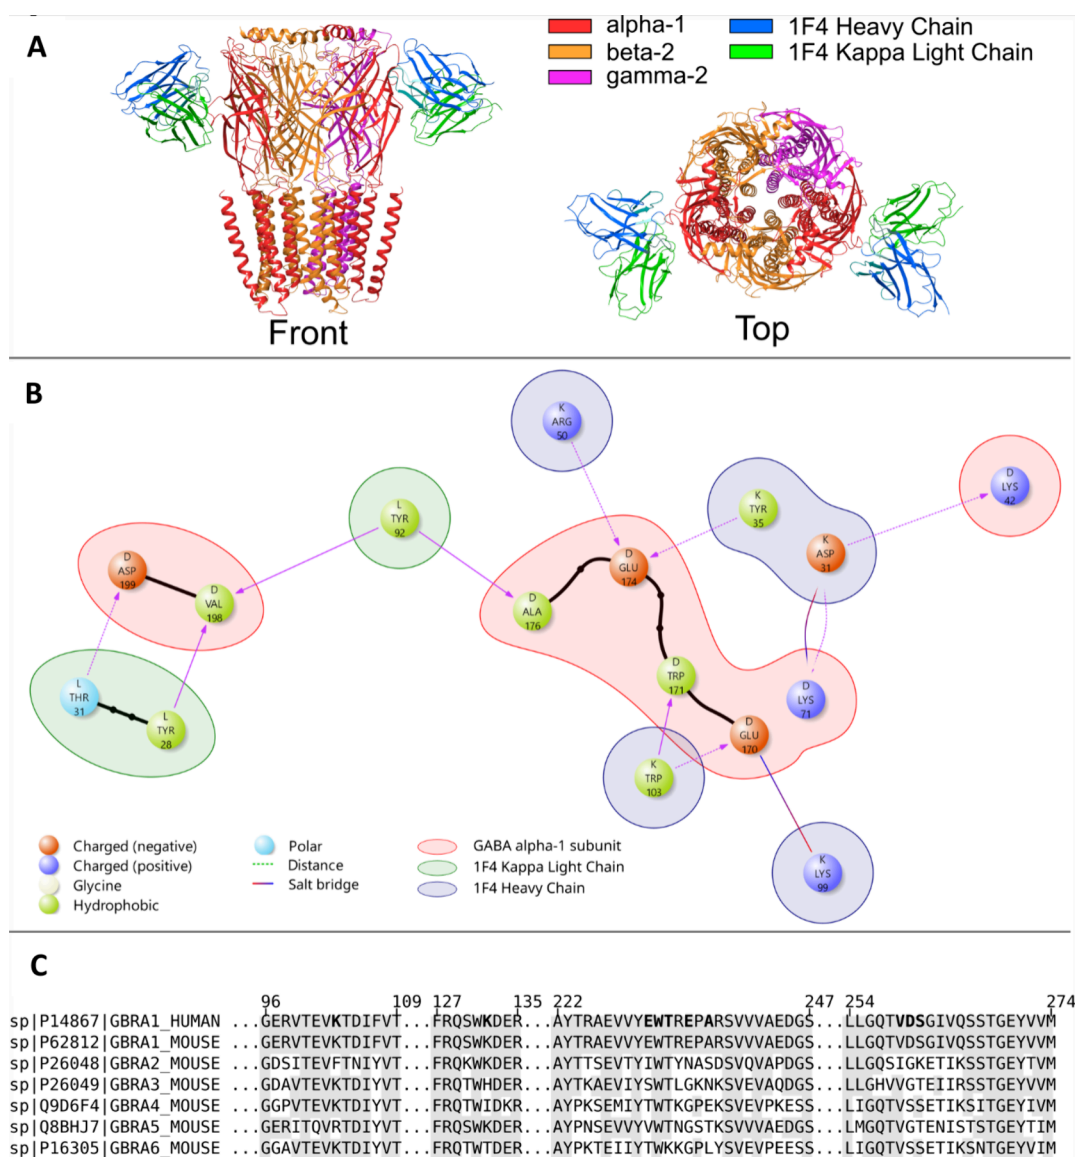 A
alpha-1
beta-2
gamma-2
1F4 Heavy Chain
1F4 Kappa Light Chain
Front
Top
B
K
ARG
50
L
TYR
92
K
TYR
35
K
ASP
31
D
LYS
42
D
ASP
199
D
VAL
198
D
ALA
176
D
GLU
174
D
TRP
171
D
LYS
71
D
GLU
170
L
THR
31
L
TYR
28
K
TRP
103
K
LYS
99
Charged (negative)
Charged (positive)
Glycine
Hydrophobic
Polar
Distance
Salt bridge
GABA alpha-1 subunit
1F4 Kappa Light Chain
1F4 Heavy Chain
C
96 109 127 135 222 247 254 274
sp|P14867|GBRA1_HUMAN ...GERVTEVKTDIFVT...FRQSWKDER...AYTRAEVVYEWTREPARSVVVAEDGS...LLGQTVDSGIVQSSTGEYVVM
sp|P62812|GBRA1_MOUSE ...GERVTEVKTDIFVT...FRQSWKDER...AYTRAEVVYEWTREPARSVVVAEDGS...LLGQTVDSGIVQSSTGEYVVM
sp|P26048|GBRA2_MOUSE ...GDSITEVFTNIYVT...FRQKWKDER...AYTTSEVTYIWTYNASDSVQVAPDGS...LLGQSIGKETIKSSTGEYTVM
sp|P26049|GBRA3_MOUSE ...GDAVTEVKTDIYVT...FRQTWHDER...AYTKAEVIYSWTLGKNKSVEVAQDGS...LLGHVVGTEIIRSSTGEYVVM
sp|Q9D6F4|GBRA4_MOUSE ...GGPVTEVKTDIYVT...FRQTWIDKR...AYPKSEMIYTWTKGPEKSVEVPKESS...LIGQTVSSETIKSITGEYIVM
sp|Q8BHJ7|GBRA5_MOUSE ...GERITQVRTDIYVT...FRQSWKDER...AYPNSEVVYVWTNGSTKSVVVAEDGS...LMGQTVGTENISTSTGEYTIM
sp|P16305|GBRA6_MOUSE ...GGAVTEVKTDIYVT...FRQTWTDER...AYPKTEIIYTWKKGPLYSVEVPEESS...LIGQTVSSETIKSNTGEYVIM